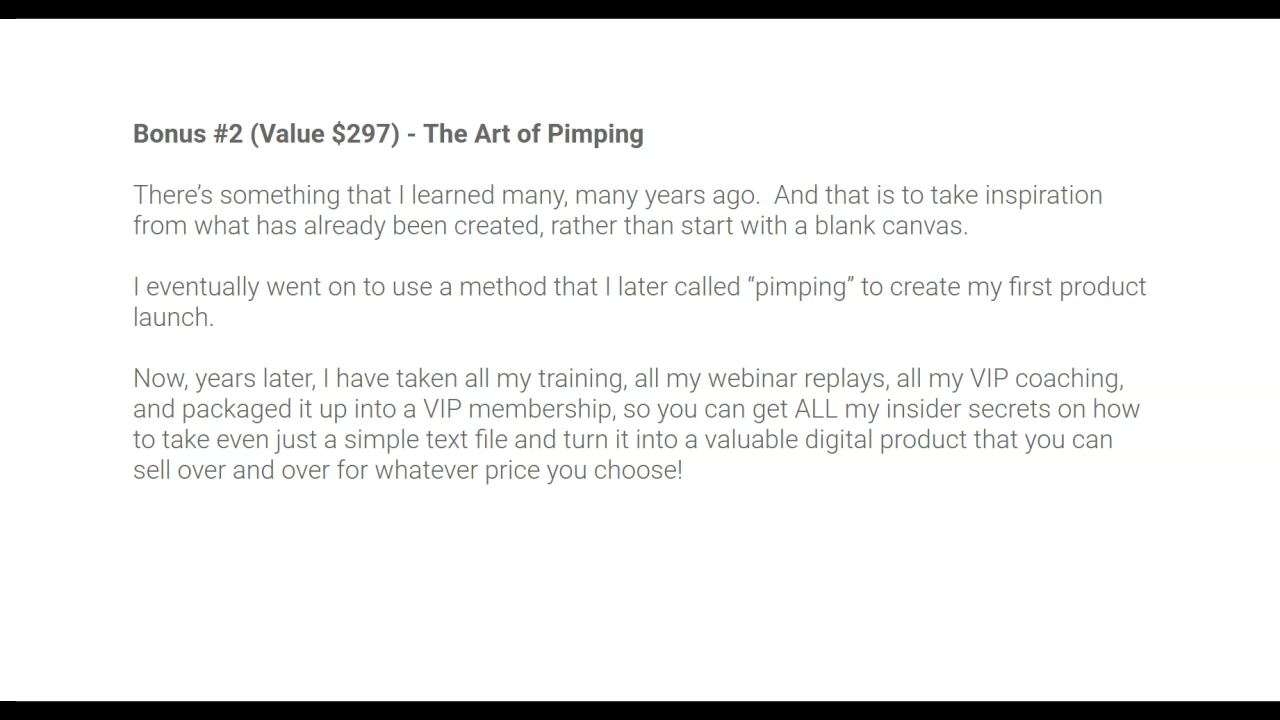 Bonus #2 (Value $297) - The Art of Pimping
There’s something that I learned many, many years ago.  And that is to take inspiration
from what has already been created, rather than start with a blank canvas.
I eventually went on to use a method that I later called “pimping” to create my first product
launch.
Now, years later, I have taken all my training, all my webinar replays, all my VIP coaching,
and packaged it up into a VIP membership, so you can get ALL my insider secrets on how
to take even just a simple text file and turn it into a valuable digital product that you can
sell over and over for whatever price you choose!